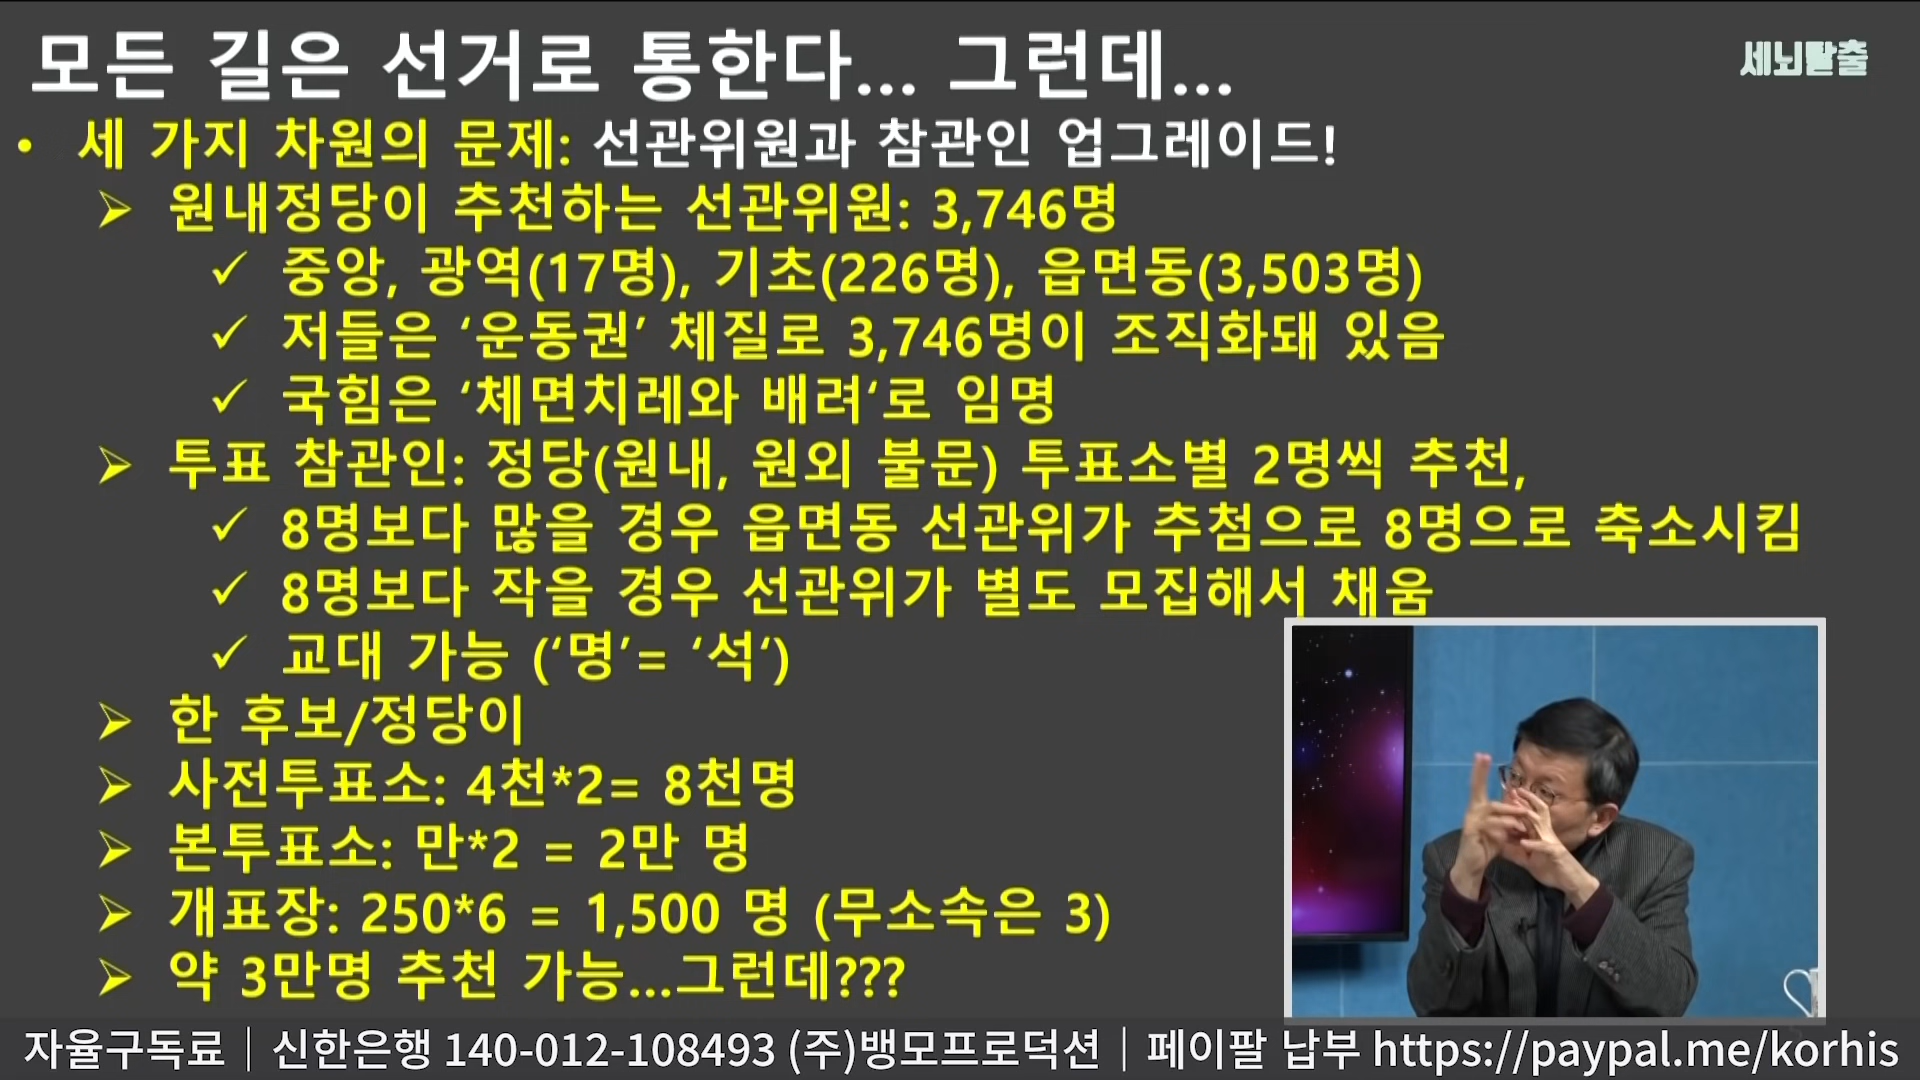 모든 길은 선거로 통한다... 그런데...
세뇌탈출
• 세 가지 차원의 문제: 선관위원과 참관인 업그레이드!
➢ 원내정당이 추천하는 선관위원: 3,746명
✓ 중앙, 광역(17명), 기초(226명), 읍면동(3,503명)
✓ 저들은 ‘운동권’ 체질로 3,746명이 조직화돼 있음
✓ 국힘은 ‘체면치레와 배려‘로 임명
➢ 투표 참관인: 정당(원내, 원외 불문) 투표소별 2명씩 추천,
✓ 8명보다 많을 경우 읍면동 선관위가 추첨으로 8명으로 축소시킴
✓ 8명보다 작을 경우 선관위가 별도 모집해서 채움
✓ 교대 가능 (‘명’= ‘석‘)
➢ 한 후보/정당이
➢ 사전투표소: 4천*2= 8천명
➢ 본투표소: 만*2 = 2만 명
➢ 개표장: 250*6 = 1,500 명 (무소속은 3)
➢ 약 3만명 추천 가능...그런데???
자율구독료｜신한은행 140-012-108493 (주)뱅모프로덕션｜페이팔 납부 https://paypal.me/korhis